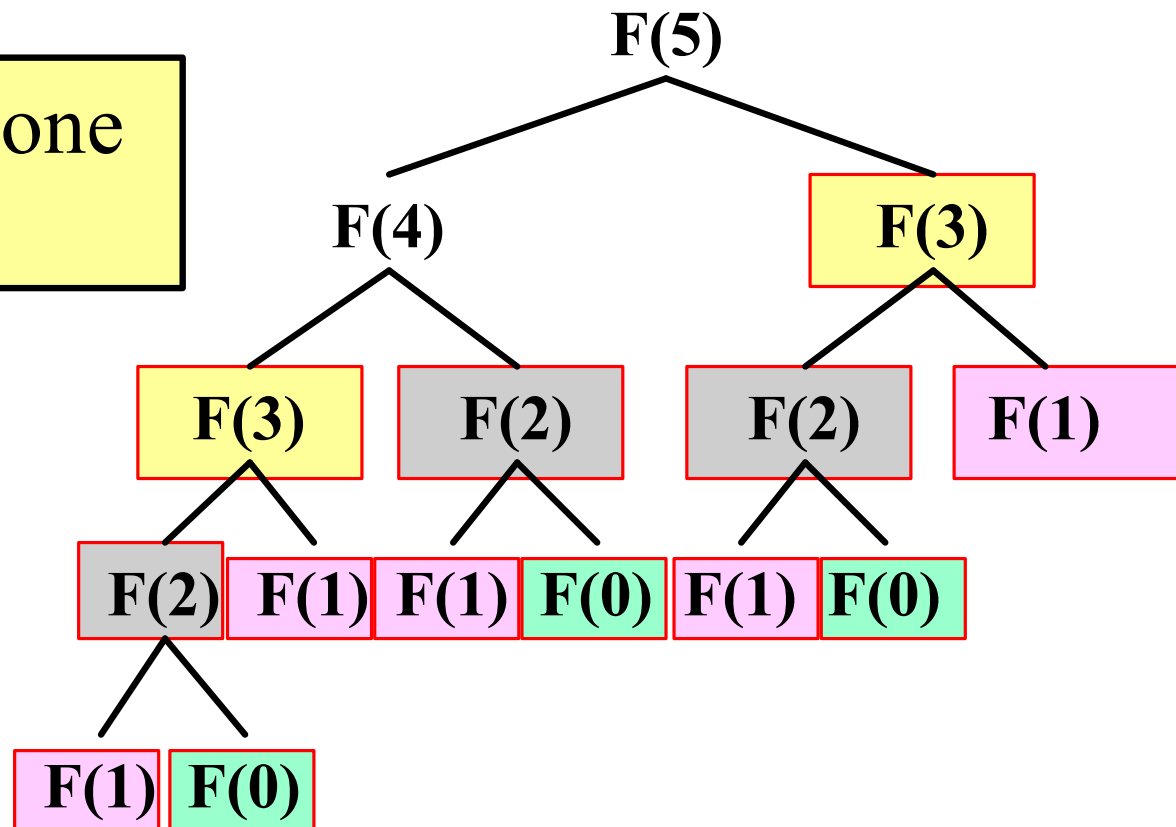 F(5)
one
F(4) F(3)
F(3) F(2) F(2) F(1)
F(2) F(1) F(1) F(0) F(1) F(0)
F(1) F(0)